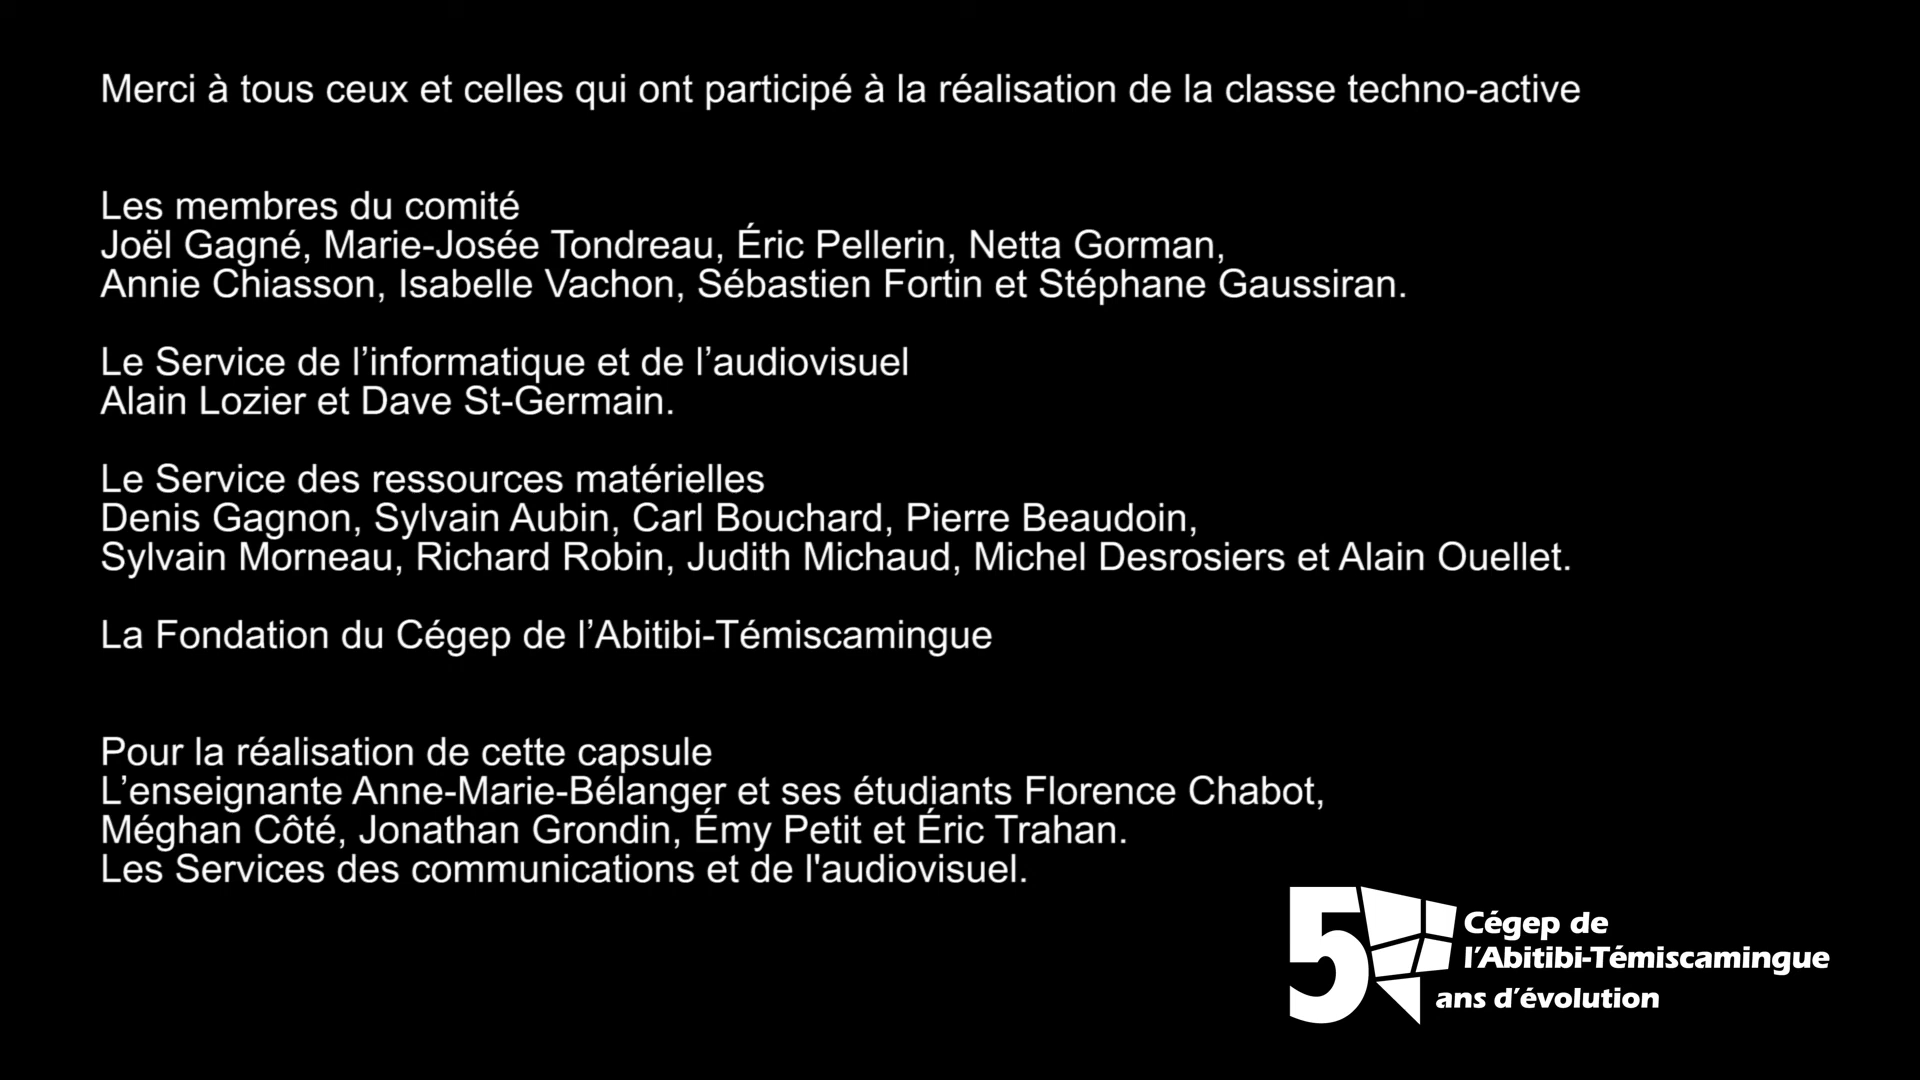 Merci à tous ceux et celles qui ont participé à la réalisation de la classe techno-active
Les membres du comité
Joël Gagné, Marie-Josée Tondreau, Éric Pellerin, Netta Gorman,
Annie Chiasson, Isabelle Vachon, Sébastien Fortin et Stéphane Gaussiran.
Le Service de l’informatique et de l’audiovisuel
Alain Lozier et Dave St-Germain.
Le Service des ressources matérielles
Denis Gagnon, Sylvain Aubin, Carl Bouchard, Pierre Beaudoin,
Sylvain Morneau, Richard Robin, Judith Michaud, Michel Desrosiers et Alain Ouellet.
La Fondation du Cégep de l’Abitibi-Témiscamingue
Pour la réalisation de cette capsule
L’enseignante Anne-Marie-Bélanger et ses étudiants Florence Chabot,
Méghan Côté, Jonathan Grondin, Émy Petit et Éric Trahan.
Les Services des communications et de l'audiovisuel.
5
Cégep de
l’Abitibi-Témiscamingue
ans d’évolution